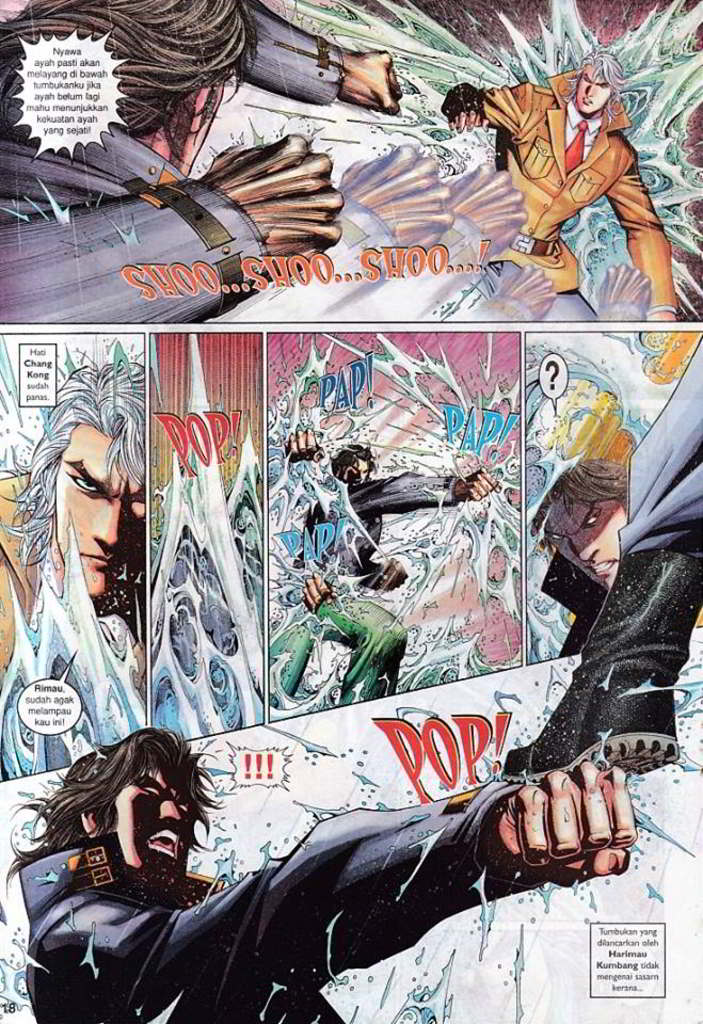 Nyawa
ayah pasti akan
melayang di bawah
tumbukanku jika
ayah belum lagi
mahu menunjukkan
kekuatan ayah
yang sejati!
SHOO...SHOO...SHOO....!
Hati
Chang
Kong
sudah
panas.
Rimau,
sudah agak
melampau
kau ini!
POP!
PAP!
PAP!
PAP!
?
!!!
POP!
Tumbukan yang
dilancarkan oleh
Harimau
Kumbang tidak
mengenai sasarn
kerana...
18